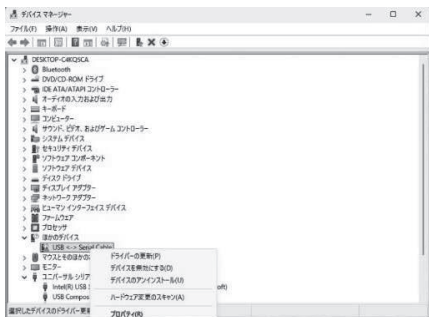 デバイス マネージャー
ファイル(F) 操作(A) 表示(V) ヘルプ(H)
DESKTOP-C4KQSCA
Bluetooth
DVD/CD-ROM ドライブ
IDE ATA/ATAPI コントローラー
オーディオの入力および出力
キーボード
コンピューター
サウンド、ビデオ、およびゲーム コントローラー
システム デバイス
セキュリティ デバイス
ソフトウェア コンポーネント
ソフトウェア デバイス
ディスク ドライブ
ディスプレイ アダプター
ネットワーク アダプター
ヒューマン インターフェイス デバイス
ファームウェア
プロセッサ
ほかのデバイス
USB <-> Serial Cable
マウスとそのほかの
モニター
ユニバーサル シリア
Intel(R) USB
oft)
USB Compos
ドライバーの更新(P)
デバイスを無効にする(D)
デバイスのアンインストール(U)
ハードウェア変更のスキャン(A)
プロパティ(R)
選択したデバイスのドライバー更新